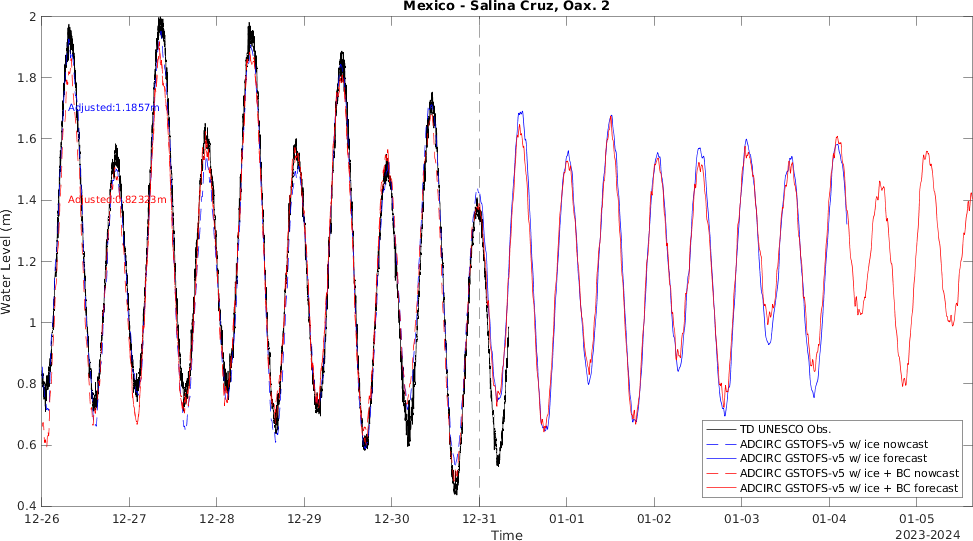 Mexico - Salina Cruz, Oax. 2
2
1.8
1.6
1.4
1.2
1
0.8
0.6
0.4
Water Level (m)
Adjusted:1.1857m
Adjusted:0.82323m
TD UNESCO Obs.
ADCIRC GSTOFS-v5 w/ ice nowcast
ADCIRC GSTOFS-v5 w/ ice forecast
ADCIRC GSTOFS-v5 w/ ice + BC nowcast
ADCIRC GSTOFS-v5 w/ ice + BC forecast
12-26 12-27 12-28 12-29 12-30 12-31 01-01 01-02 01-03 01-04 01-05
Time
2023-2024